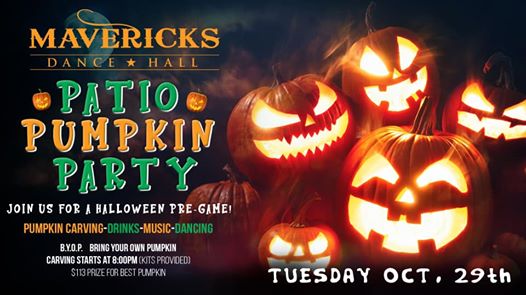 MAVERICKS
DANCE ★ HALL
PATIO
PUMPKIN
PARTY
JOIN US FOR A HALLOWEEN PRE-GAME!
PUMPKIN CARVING-DRINKS-MUSIC-DANCING
B.Y.O.P. BRING YOUR OWN PUMPKIN
CARVING STARTS AT 8:00PM (KITS PROVIDED)
$113 PRIZE FOR BEST PUMPKIN
TUESDAY OCT. 29th